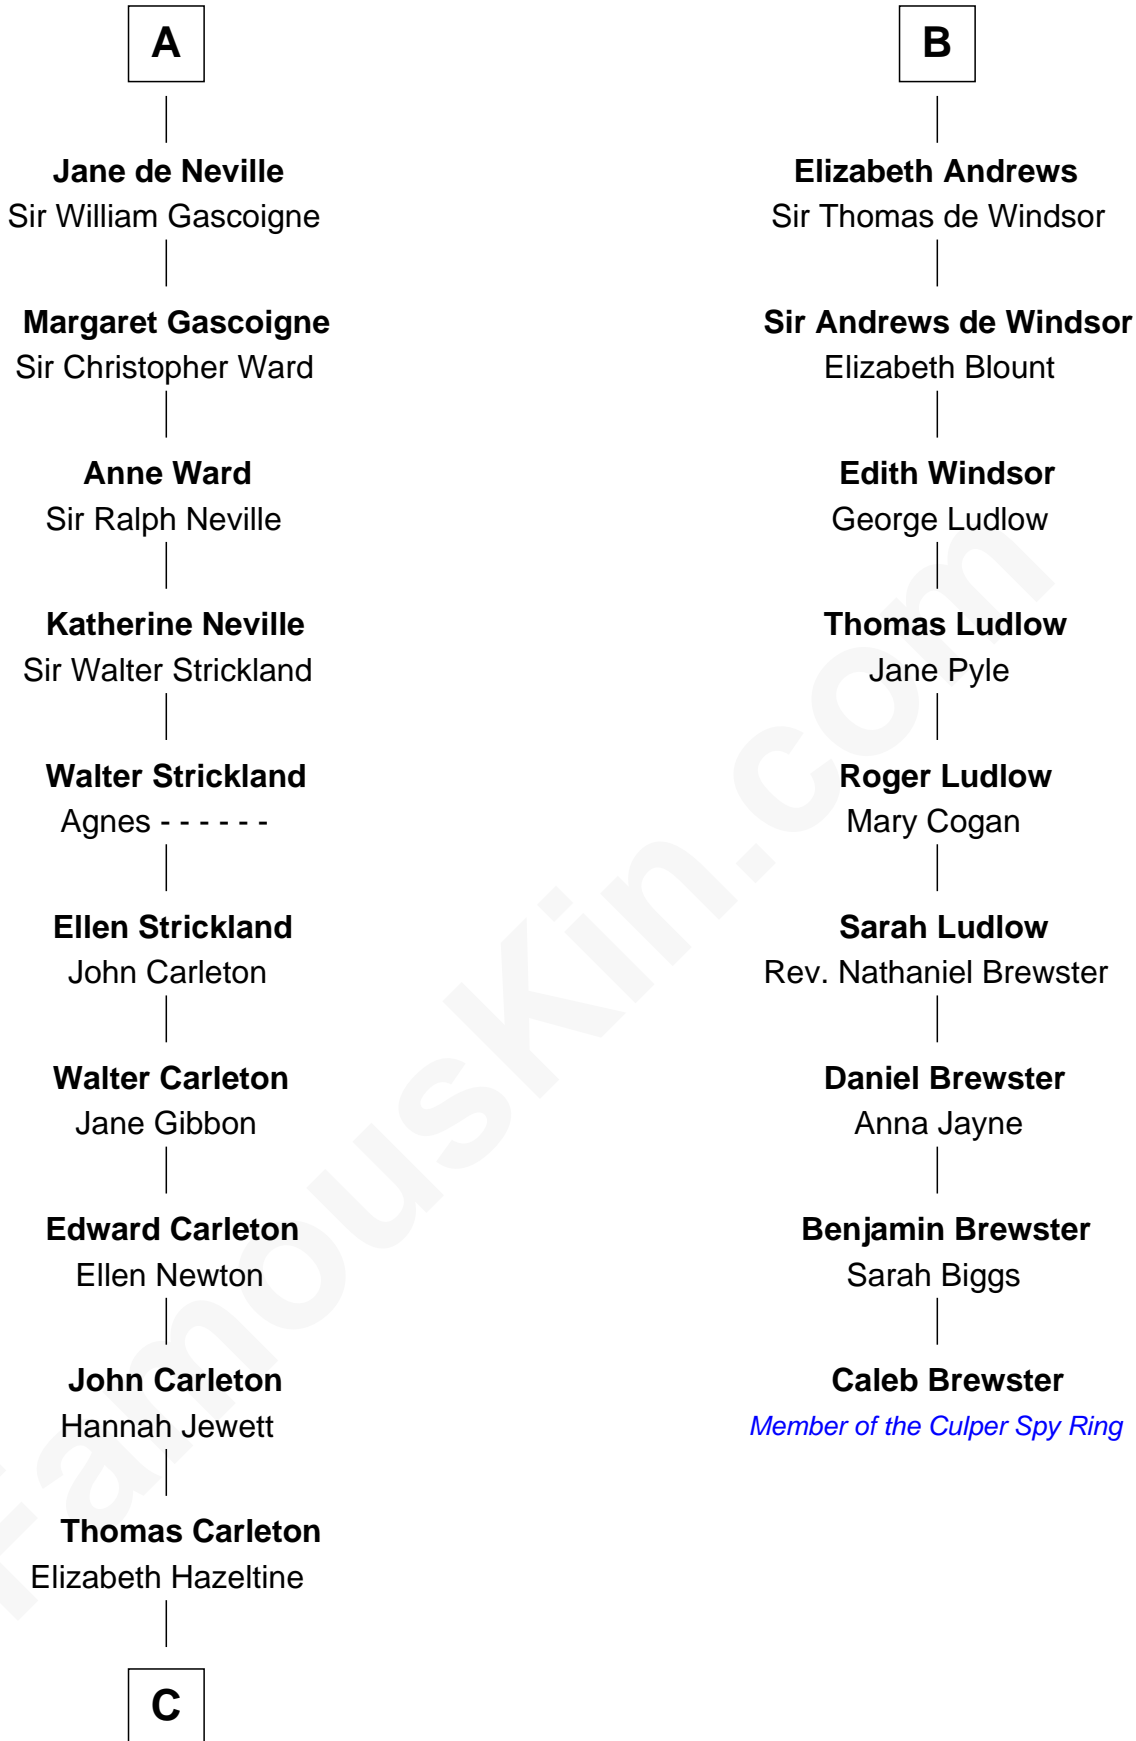 A
Jane de Neville
Sir William Gascoigne
Margaret Gascoigne
Sir Christopher Ward
Anne Ward
Sir Ralph Neville
Katherine Neville
Sir Walter Strickland
Walter Strickland
Agnes - - - - - -
Ellen Strickland
John Carleton
Walter Carleton
Jane Gibbon
Edward Carleton
Ellen Newton
John Carleton
Hannah Jewett
Thomas Carleton
Elizabeth Hazeltine
C
B
Elizabeth Andrews
Sir Thomas de Windsor
Sir Andrews de Windsor
Elizabeth Blount
Edith Windsor
George Ludlow
Thomas Ludlow
Jane Pyle
Roger Ludlow
Mary Cogan
Sarah Ludlow
Rev. Nathaniel Brewster
Daniel Brewster
Anna Jayne
Benjamin Brewster
Sarah Biggs
Caleb Brewster
Member of the Culper Spy Ring
FamousKin.com